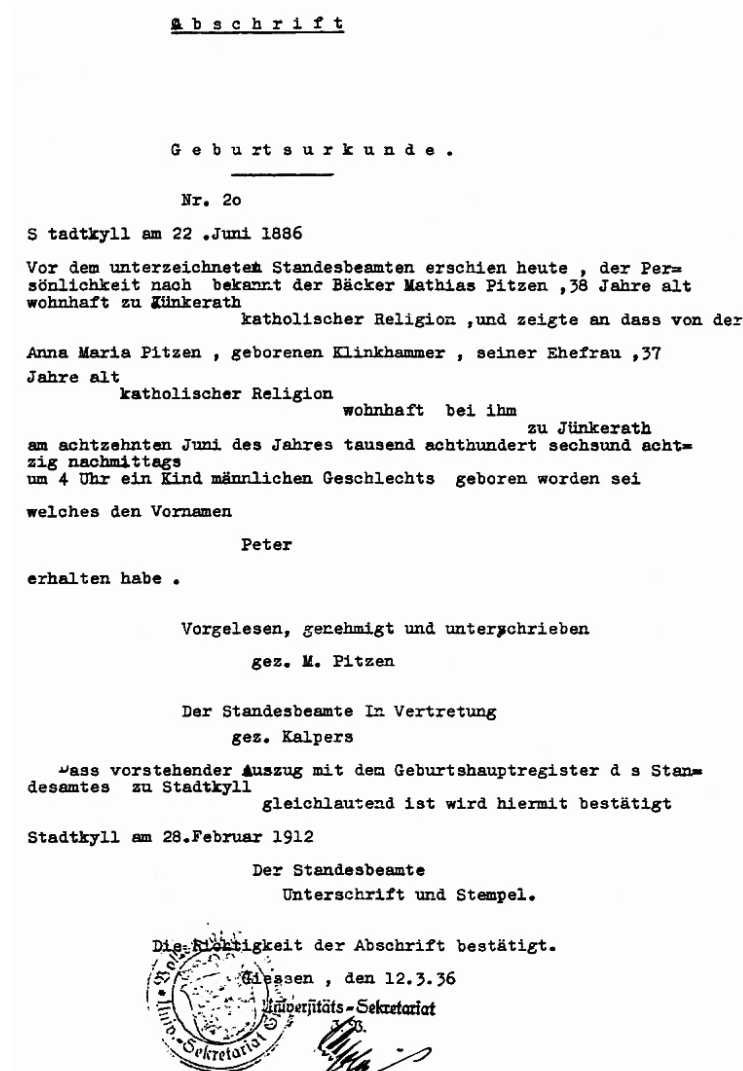 A b s c h r i f t
G e b u r t s u r k u n d e .
Nr. 2o
S tadtkyll am 22 .Juni 1886
Vor dem unterzeichneten Standesbeamten erschien heute , der Per=
sönlichkeit nach bekannt der Bäcker Mathias Pitzen ,38 Jahre alt
wohnhaft zu Jünkerath
katholischer Religion ,und zeigte an dass von der
Anna Maria Pitzen , geborenen Klinkhammer , seiner Ehefrau ,37
Jahre alt
katholischer Religion
wohnhaft bei ihm
zu Jünkerath
am achtzehnten Juni des Jahres tausend achthundert sechsund acht=
zig nachmittags
um 4 Uhr ein Kind männlichen Geschlechts geboren worden sei
welches den Vornamen
Peter
erhalten habe .
Vorgelesen, genehmigt und unterschrieben
gez. M. Pitzen
Der Standesbeamte In Vertretung
gez. Kalpers
Dass vorstehender Auszug mit dem Geburtshauptregister d s Stan=
desamtes zu Stadtkyll
gleichlautend ist wird hiermit bestätigt
Stadtkyll am 28.Februar 1912
Der Standesbeamte
Unterschrift und Stempel.
Die Richtigkeit der Abschrift bestätigt.
Giessen , den 12.3.36
Universitäts=Sekretariat
J.V.
Univ.-Sekretariat